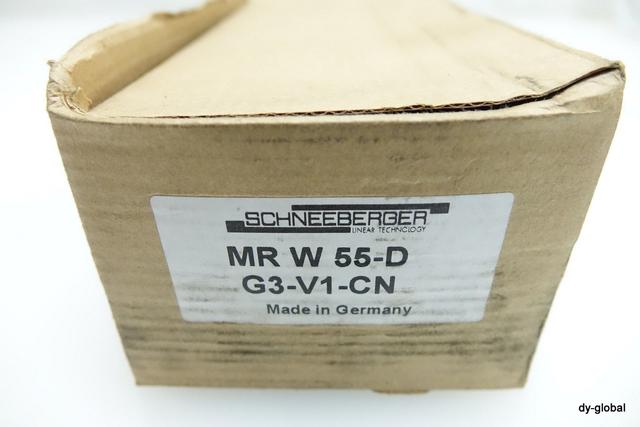 SCHNEEBERGER
LINEAR TECHNOLOGY
MR W 55-D
G3-V1-CN
Made in Germany
dy-global